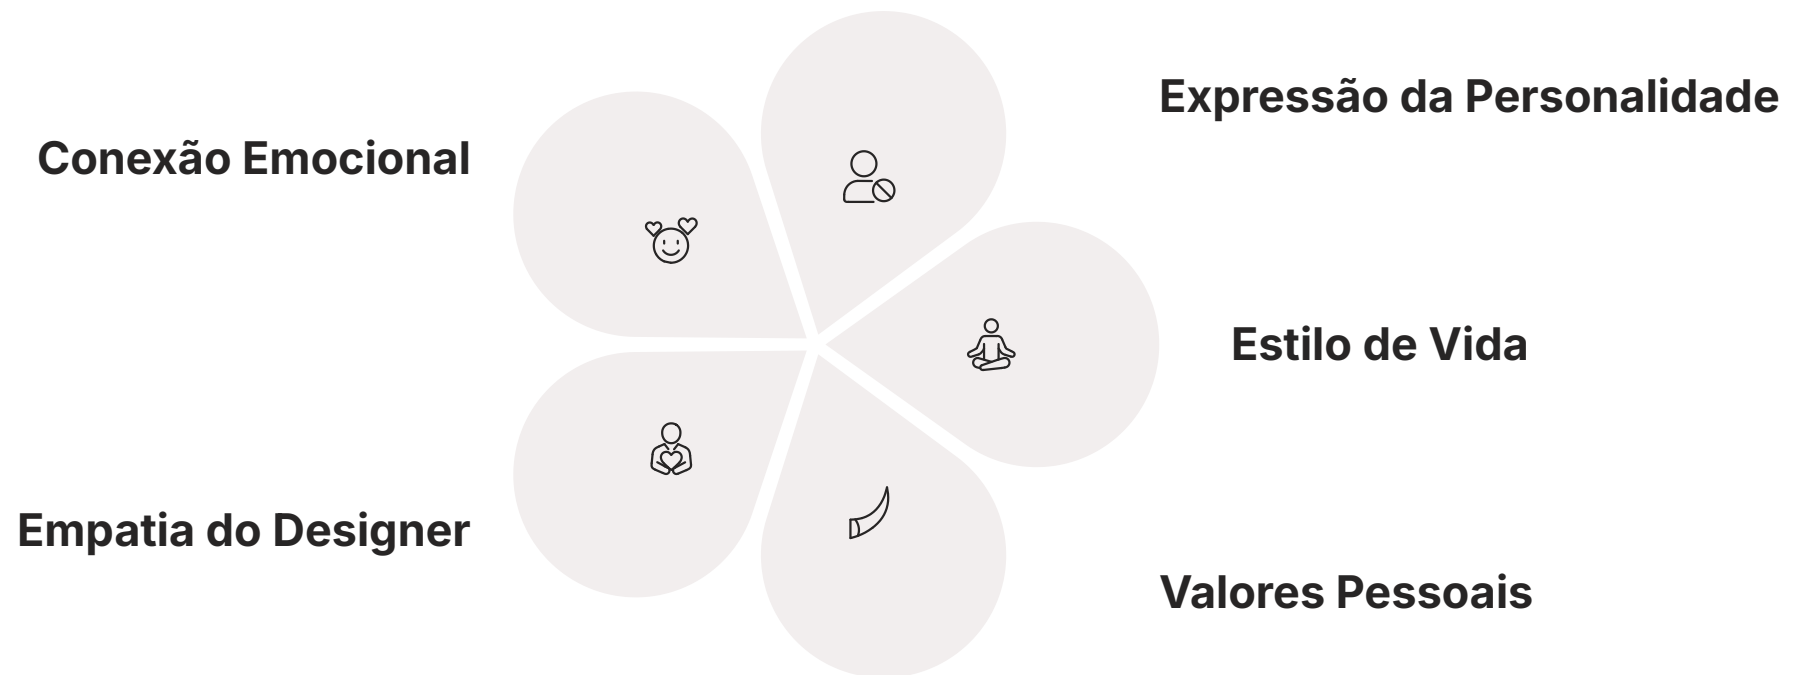 Expressão da Personalidade
Conexão Emocional
Estilo de Vida
Empatia do Designer
Valores Pessoais